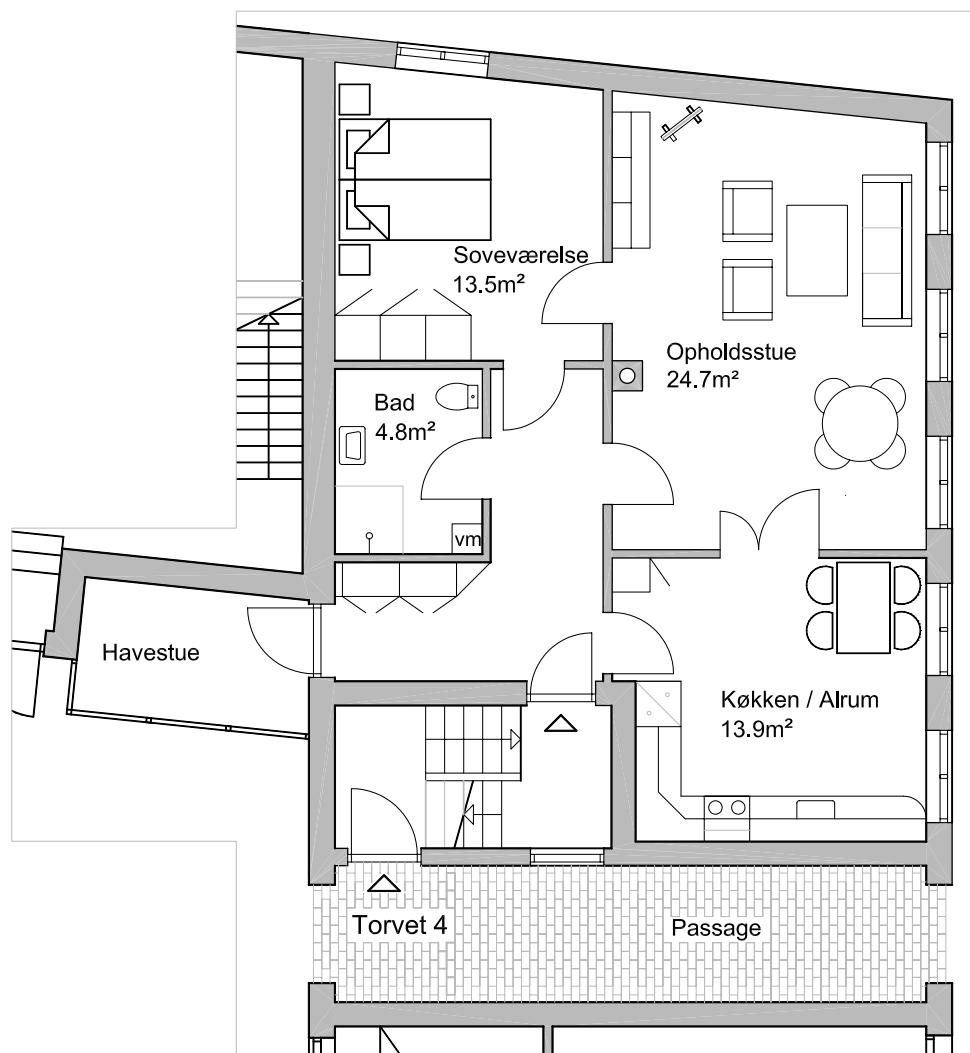 Soveværelse
13.5m²
Opholdsstue
24.7m²
Bad
4.8m²
vm
Havestue
Køkken / Alrum
13.9m²
Torvet 4
Passage